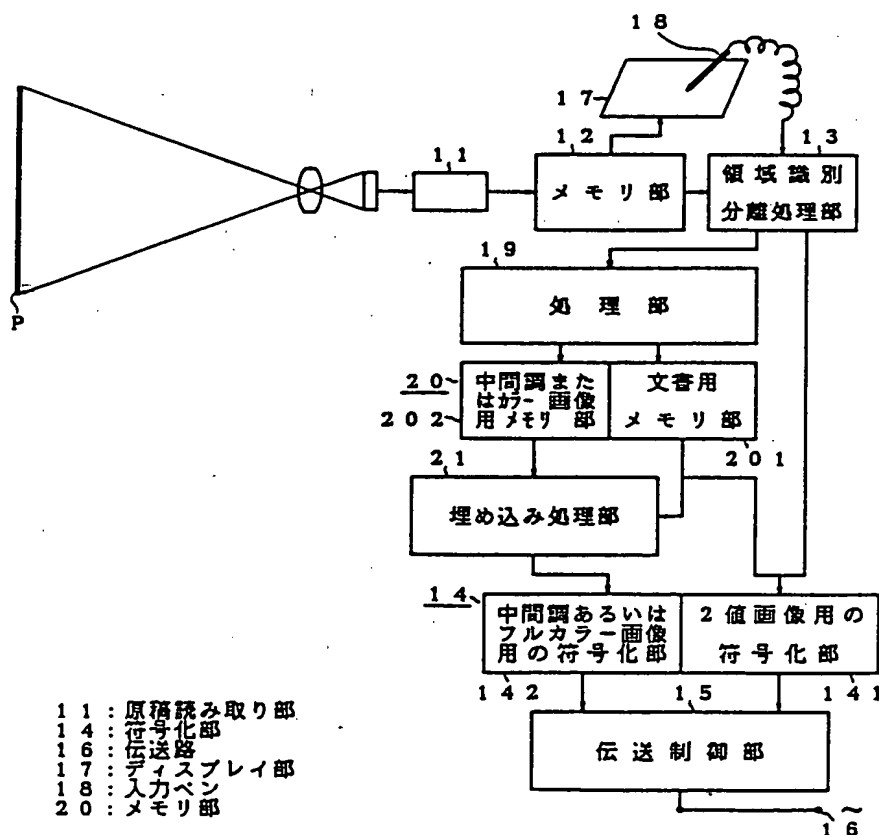 18
17
12
メモリ部
11
13
領域識別
分離処理部
P
19
処理部
20
中間調また
はカラー画像
用メモリ部
202
文書用
メモリ部
201
21
埋め込み処理部
14
中間調あるいは
フルカラー画像
用の符号化部
142
2値画像用の
符号化部
141
15
伝送制御部
16
11:原稿読み取り部
14:符号化部
16:伝送路
17:ディスプレイ部
18:入力ペン
20:メモリ部